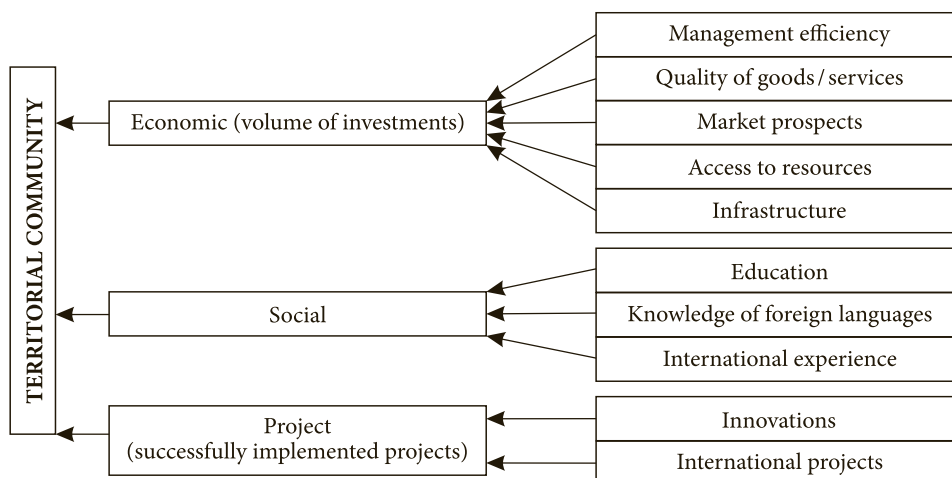 TERRITORIAL COMMUNITY
Economic (volume of investments)
Management efficiency
Quality of goods/services
Market prospects
Access to resources
Infrastructure
Social
Education
Knowledge of foreign languages
International experience
Project
(successfully implemented projects)
Innovations
International projects